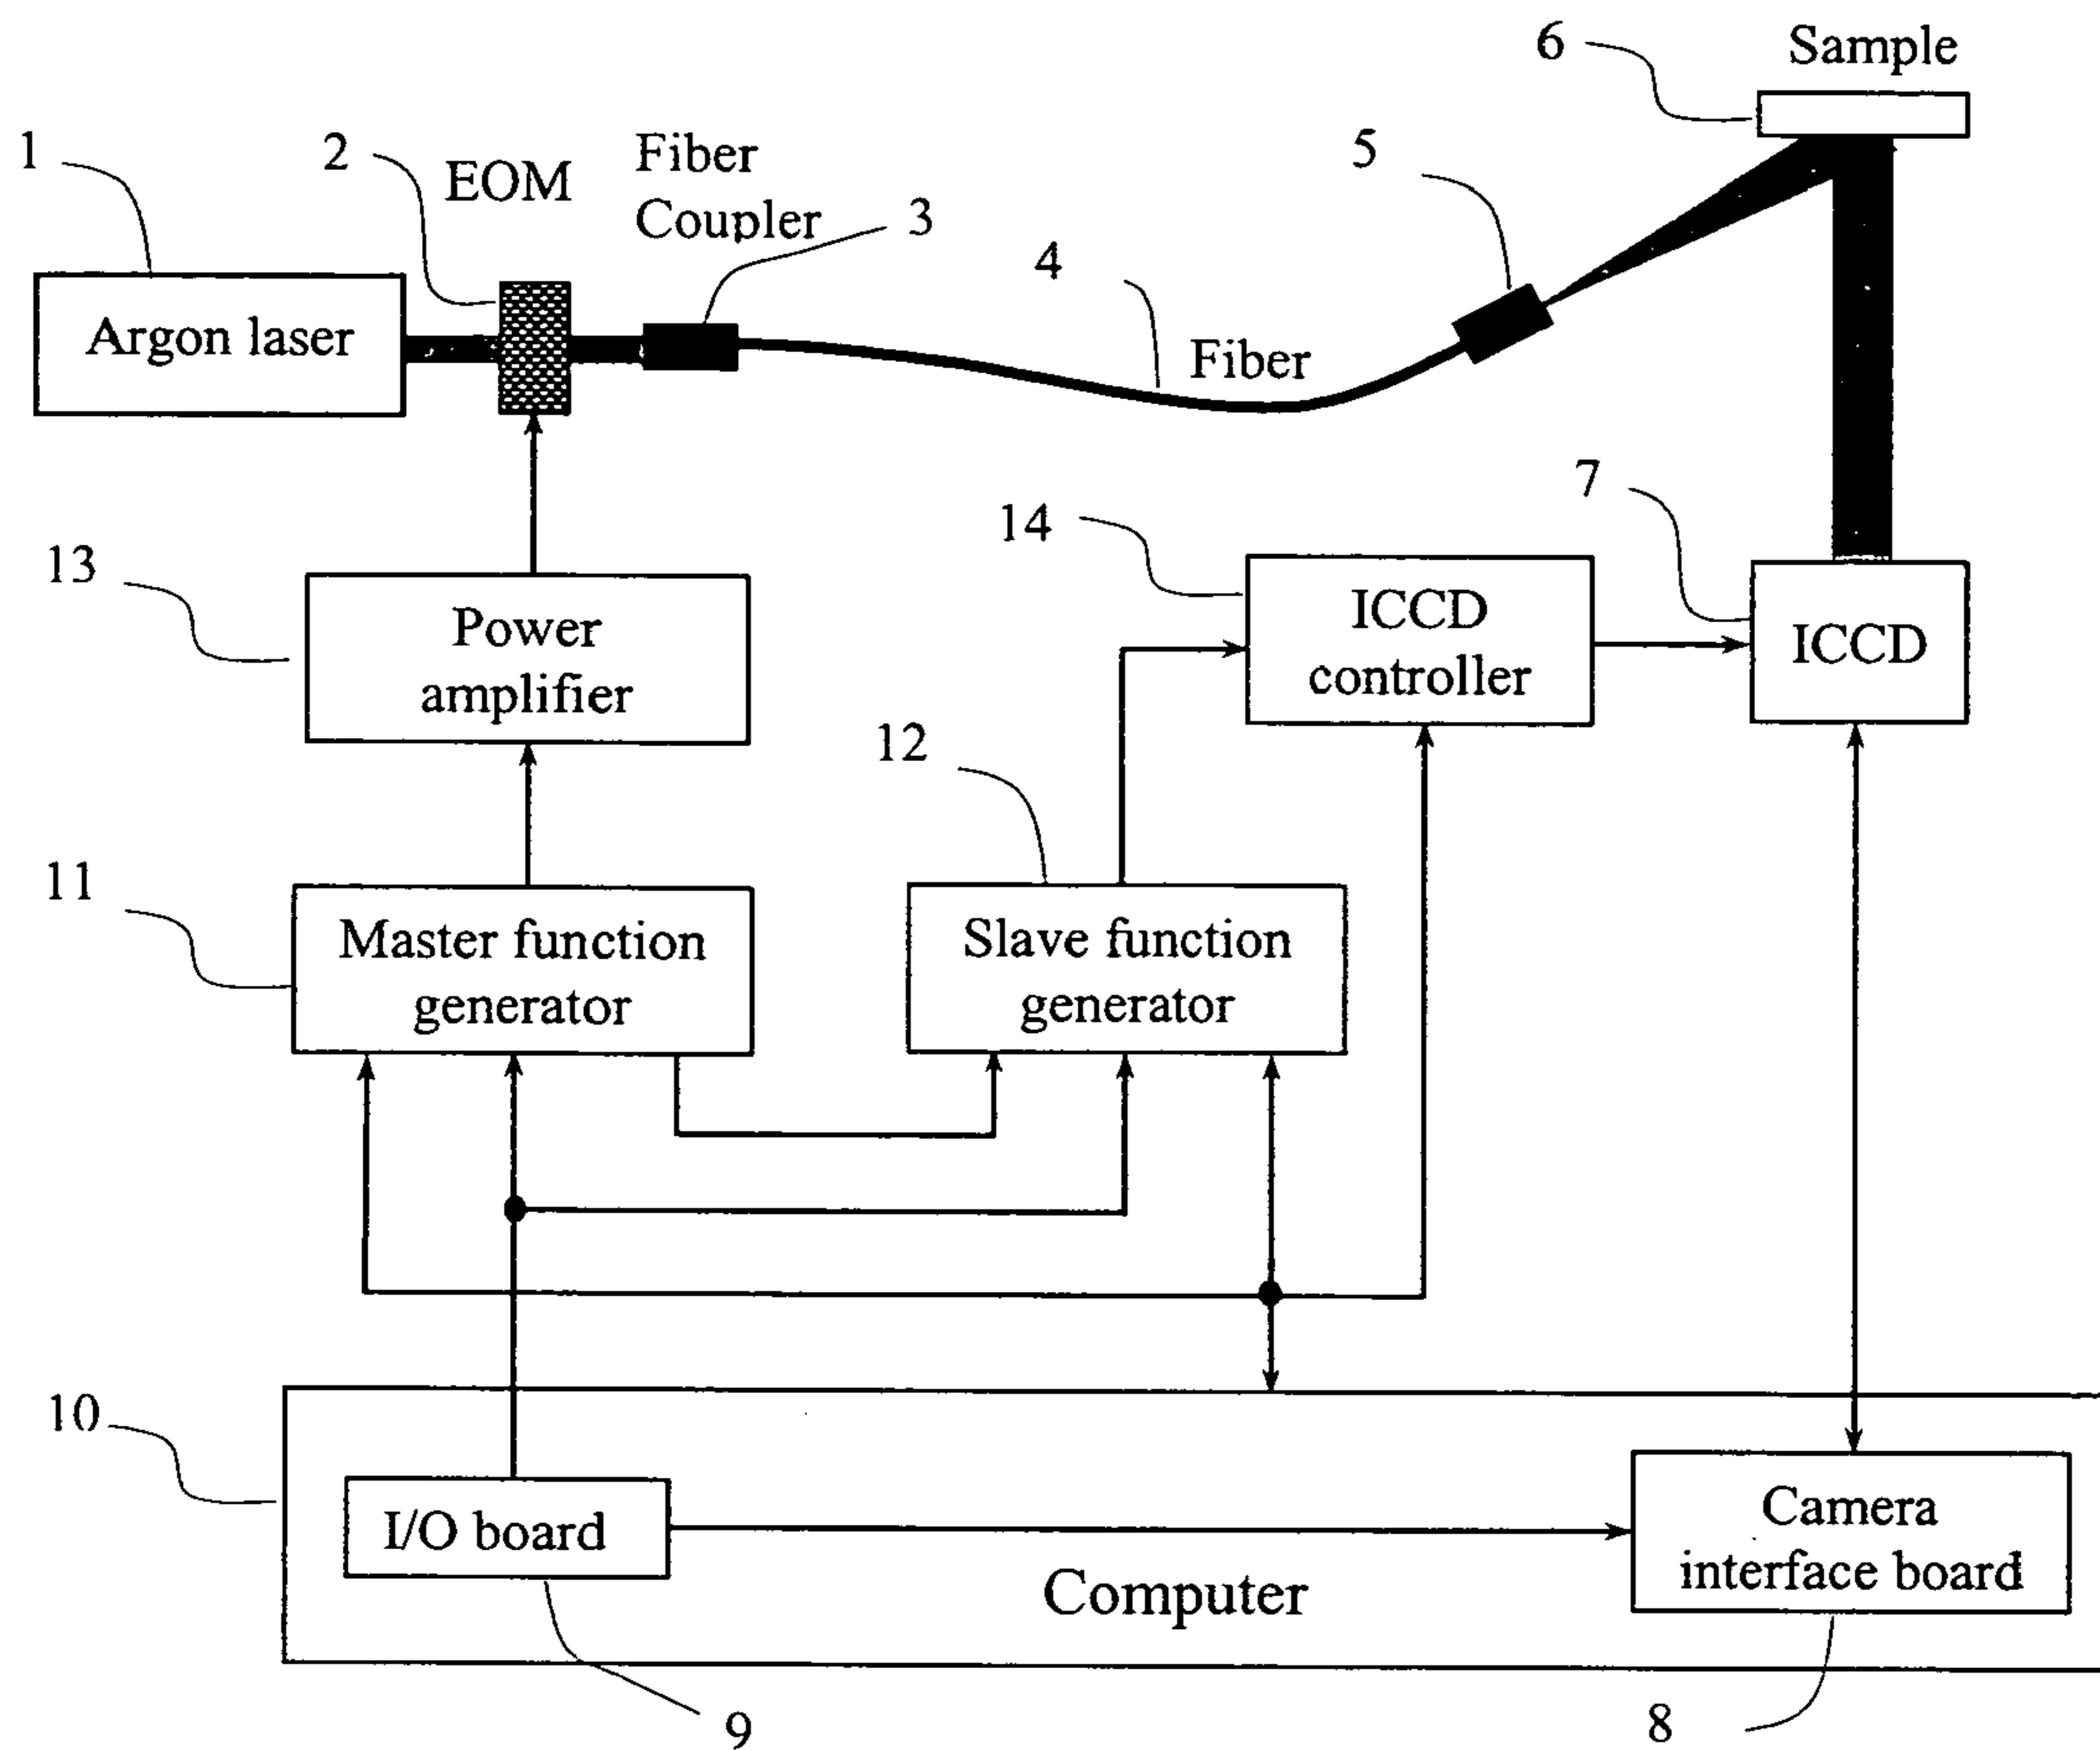 6
Sample
1
2
EOM
Fiber
Coupler
3
5
4
Argon laser
Fiber
7
14
13
ICCD
controller
ICCD
Power
amplifier
12
11
Master function
generator
Slave function
generator
10
I/O board
Camera
interface board
Computer
9
8